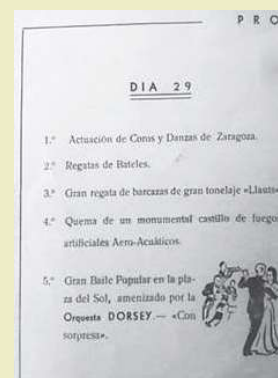 P R O
DIA 29
1.º Actuación de Coros y Danzas de Zaragoza.
2.º Regatas de Bateles.
3.º Gran regata de barcazas de gran tonelaje «Llauts»
4.º Quema de un monumental castillo de fuego
artificiales Aero-Acuáticos.
5.º Gran Baile Popular en la pla-
za del Sol, amenizado por la
Orquesta DORSEY.— «Con
sorpresa».